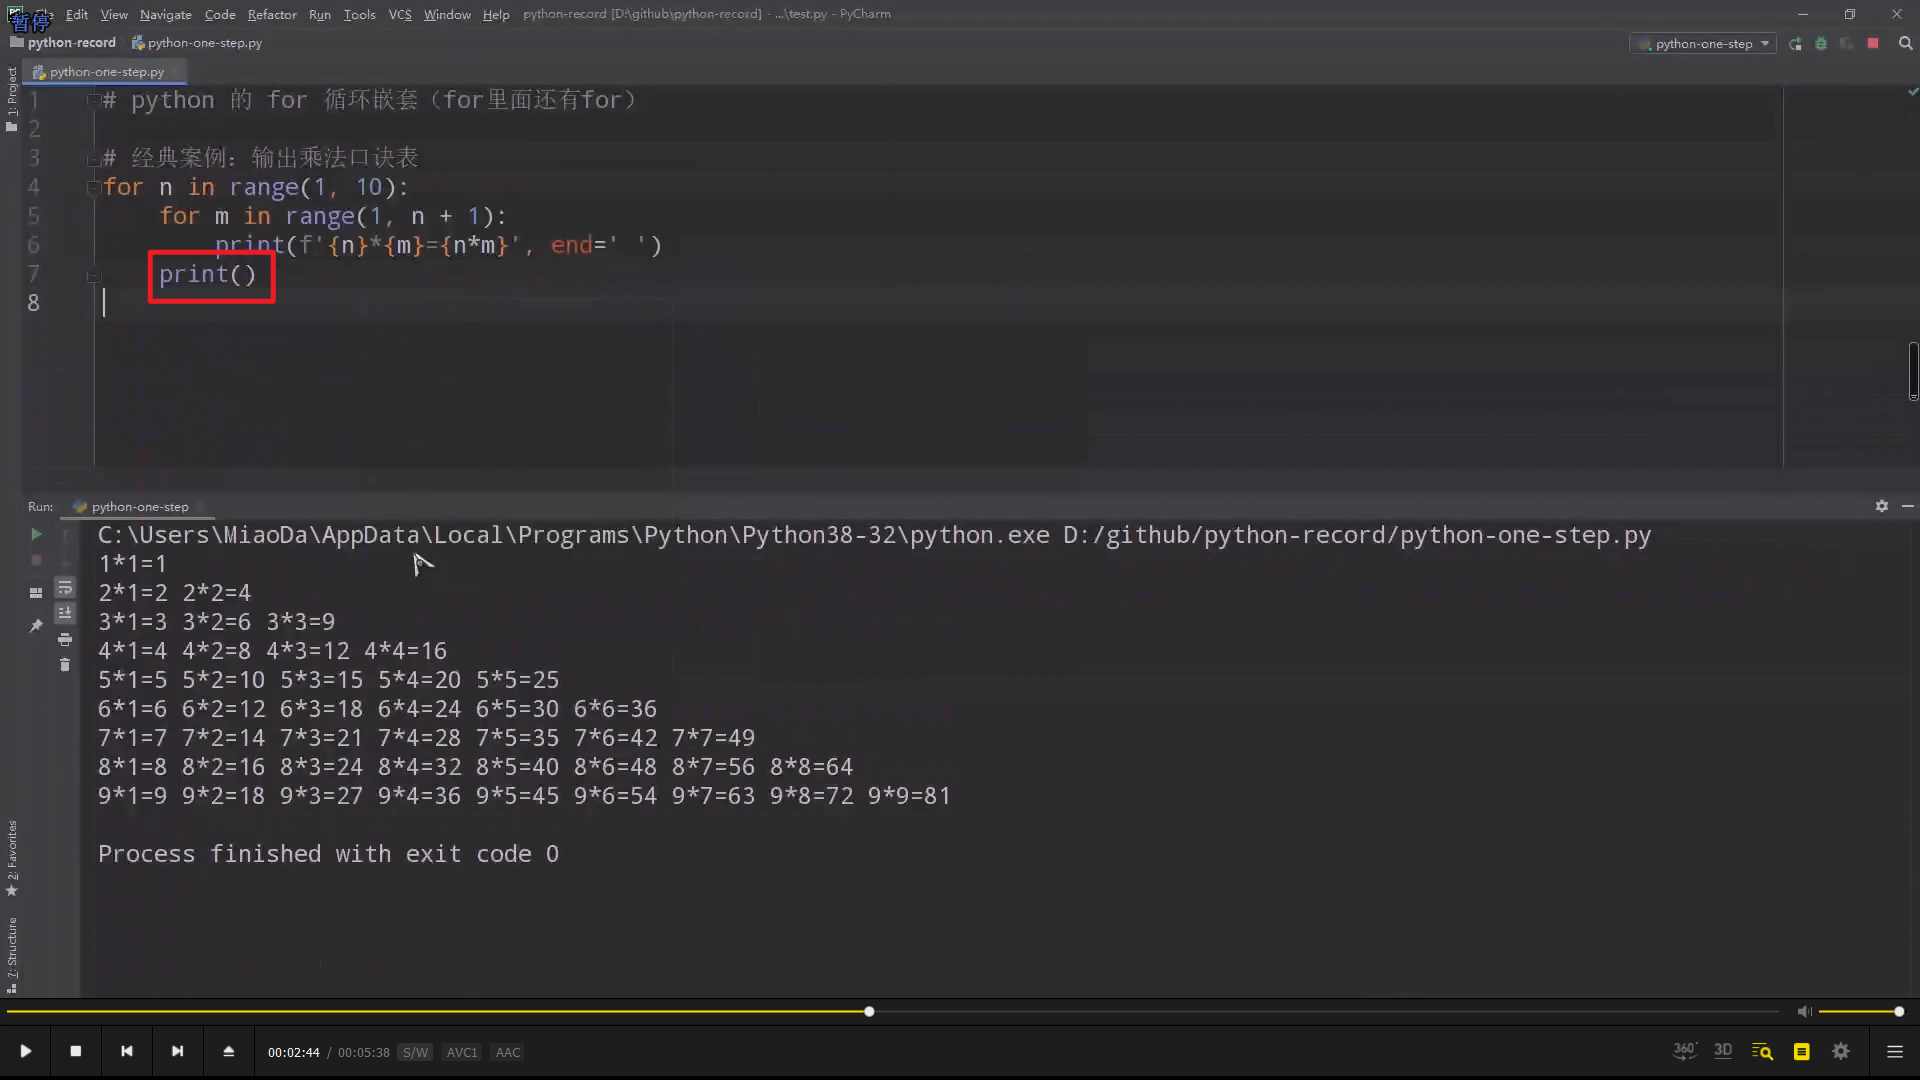 暂停
Edit View Navigate Code Refactor Run Tools VCS Window Help python-record [D:\github\python-record] - ...\test.py - PyCharm
python-record python-one-step.py python-one-step
python-one-step.py
1: Project
1 # python 的 for 循环嵌套（for里面还有for）
2
3 # 经典案例：输出乘法口诀表
4 for n in range(1, 10):
5 for m in range(1, n + 1):
6 print(f'{n}*{m}={n*m}', end=' ')
7 print()
8
Run: python-one-step
C:\Users\MiaoDa\AppData\Local\Programs\Python\Python38-32\python.exe D:/github/python-record/python-one-step.py
1*1=1
2*1=2 2*2=4
3*1=3 3*2=6 3*3=9
4*1=4 4*2=8 4*3=12 4*4=16
5*1=5 5*2=10 5*3=15 5*4=20 5*5=25
6*1=6 6*2=12 6*3=18 6*4=24 6*5=30 6*6=36
7*1=7 7*2=14 7*3=21 7*4=28 7*5=35 7*6=42 7*7=49
8*1=8 8*2=16 8*3=24 8*4=32 8*5=40 8*6=48 8*7=56 8*8=64
9*1=9 9*2=18 9*3=27 9*4=36 9*5=45 9*6=54 9*7=63 9*8=72 9*9=81
Process finished with exit code 0
2: Favorites
7: Structure
00:02:44 / 00:05:38 S/W AVC1 AAC
360° 3D